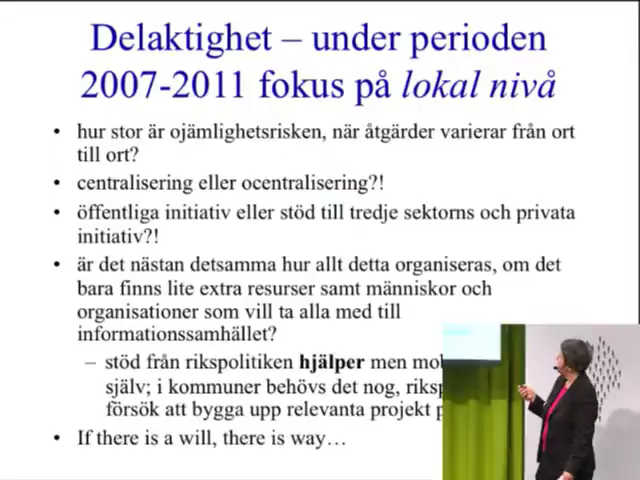 Delaktighet – under perioden
2007-2011 fokus på lokal nivå
• hur stor är ojämlighetsrisken, när åtgärder varierar från ort
till ort?
• centralisering eller ocentralisering?!
• öffentliga initiativ eller stöd till tredje sektorns och privata
initiativ?!
• är det nästan detsamma hur allt detta organiseras, om det
bara finns lite extra resurser samt människor och
organisationer som vill ta alla med till
informationssamhället?
– stöd från rikspolitiken hjälper men
själv; i kommuner behövs det nog,
försök att bygga upp relevanta projekt
• If there is a will, there is way…